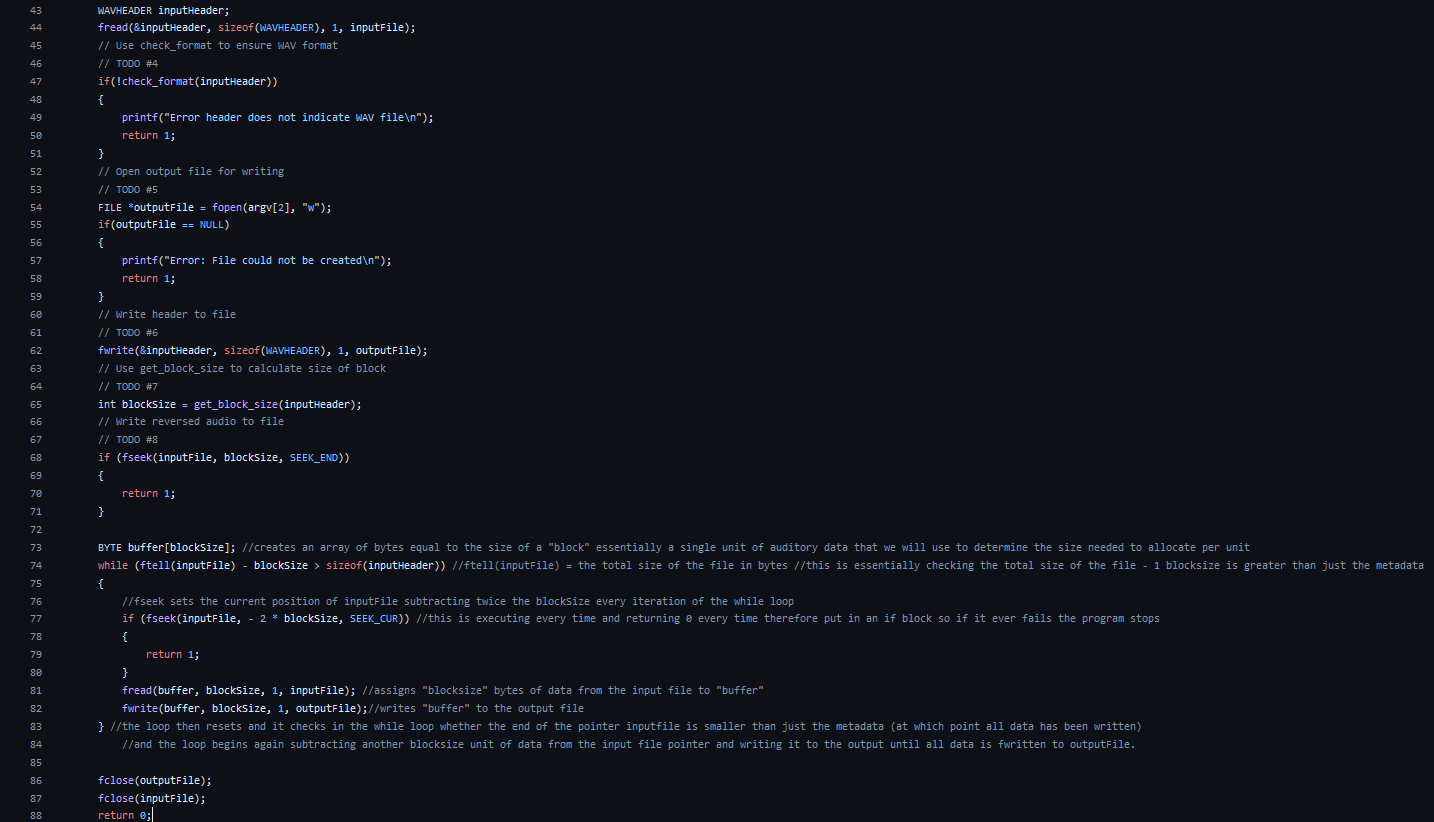 43 WAVHEADER inputHeader;
44 fread(&inputHeader, sizeof(WAVHEADER), 1, inputFile);
45 // Use check_format to ensure WAV format
46 // TODO #4
47 if(!check_format(inputHeader))
48 {
49 printf("Error header does not indicate WAV file\n");
50 return 1;
51 }
52 // Open output file for writing
53 // TODO #5
54 FILE *outputFile = fopen(argv[2], "w");
55 if(outputFile == NULL)
56 {
57 printf("Error: File could not be created\n");
58 return 1;
59 }
60 // Write header to file
61 // TODO #6
62 fwrite(&inputHeader, sizeof(WAVHEADER), 1, outputFile);
63 // Use get_block_size to calculate size of block
64 // TODO #7
65 int blockSize = get_block_size(inputHeader);
66 // Write reversed audio to file
67 // TODO #8
68 if (fseek(inputFile, blockSize, SEEK_END))
69 {
70 return 1;
71 }
72
73 BYTE buffer[blockSize]; //creates an array of bytes equal to the size of a "block" essentially a single unit of auditory data that we will use to determine the size needed to allocate per unit
74 while (ftell(inputFile) - blockSize > sizeof(inputHeader)) //ftell(inputFile) = the total size of the file in bytes //this is essentially checking the total size of the file - 1 blocksize is greater than just the metadata
75 {
76 //fseek sets the current position of inputFile subtracting twice the blockSize every iteration of the while loop
77 if (fseek(inputFile, - 2 * blockSize, SEEK_CUR)) //this is executing every time and returning 0 every time therefore put in an if block so if it ever fails the program stops
78 {
79 return 1;
80 }
81 fread(buffer, blockSize, 1, inputFile); //assigns "blocksize" bytes of data from the input file to "buffer"
82 fwrite(buffer, blockSize, 1, outputFile);//writes "buffer" to the output file
83 } //the loop then resets and it checks in the while loop whether the end of the pointer inputfile is smaller than just the metadata (at which point all data has been written)
84 //and the loop begins again subtracting another blocksize unit of data from the input file pointer and writing it to the output until all data is fwritten to outputFile.
85
86 fclose(outputFile);
87 fclose(inputFile);
88 return 0;